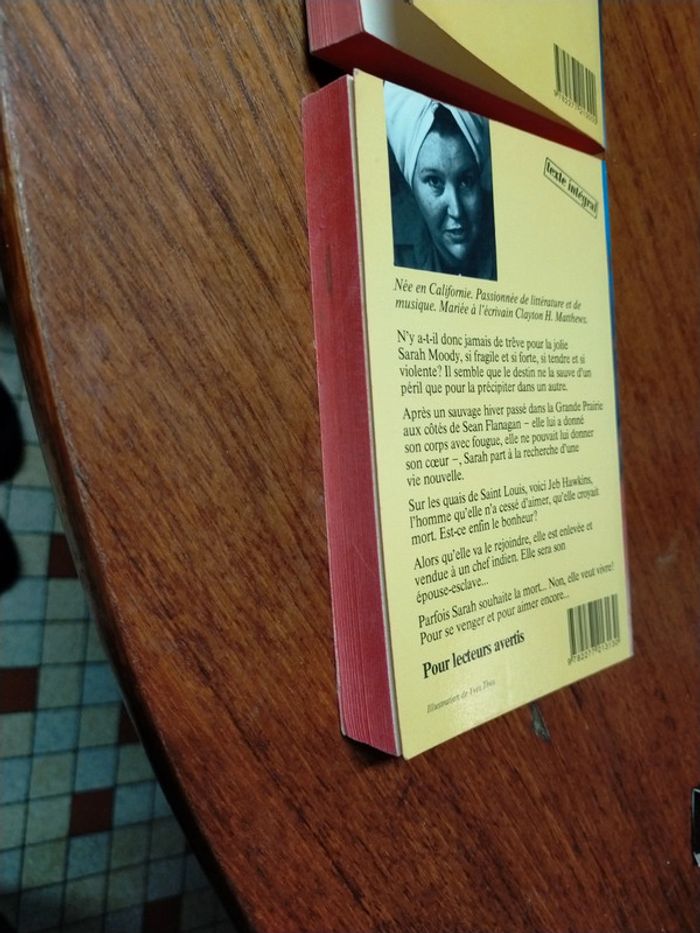 texte intégral
Née en Californie. Passionnée de littérature et de
musique. Mariée à l'écrivain Clayton H. Matthews.
N'y a-t-il donc jamais de trêve pour la jolie
Sarah Moody, si fragile et si forte, si tendre et si
violente? Il semble que le destin ne la sauve d'un
péril que pour la précipiter dans un autre.
Après un sauvage hiver passé dans la Grande Prairie
aux côtés de Sean Flanagan – elle lui a donné
son corps avec fougue, elle ne pouvait lui donner
son cœur –, Sarah part à la recherche d'une
vie nouvelle.
Sur les quais de Saint Louis, voici Jeb Hawkins,
l'homme qu'elle n'a cessé d'aimer, qu'elle croyait
mort. Est-ce enfin le bonheur?
Alors qu'elle va le rejoindre, elle est enlevée et
vendue à un chef indien. Elle sera son
épouse-esclave...
Parfois Sarah souhaite la mort... Non, elle veut vivre!
Pour se venger et pour aimer encore...
Pour lecteurs avertis
Illustration de Yves